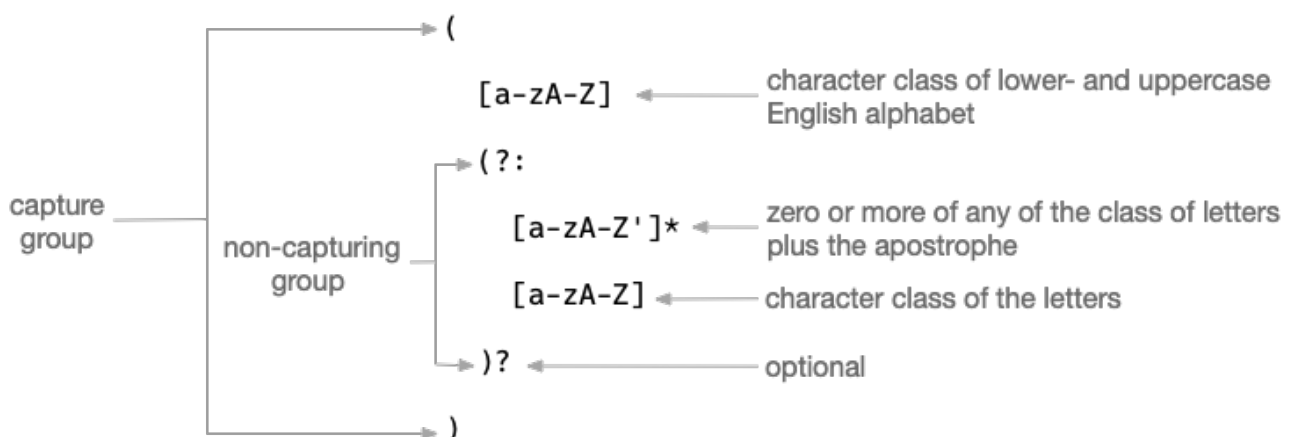 (
[a-zA-Z]
character class of lower- and uppercase
English alphabet
(?:
capture
group
non-capturing
group
[a-zA-Z']*
zero or more of any of the class of letters
plus the apostrophe
[a-zA-Z]
character class of the letters
)?
optional
)